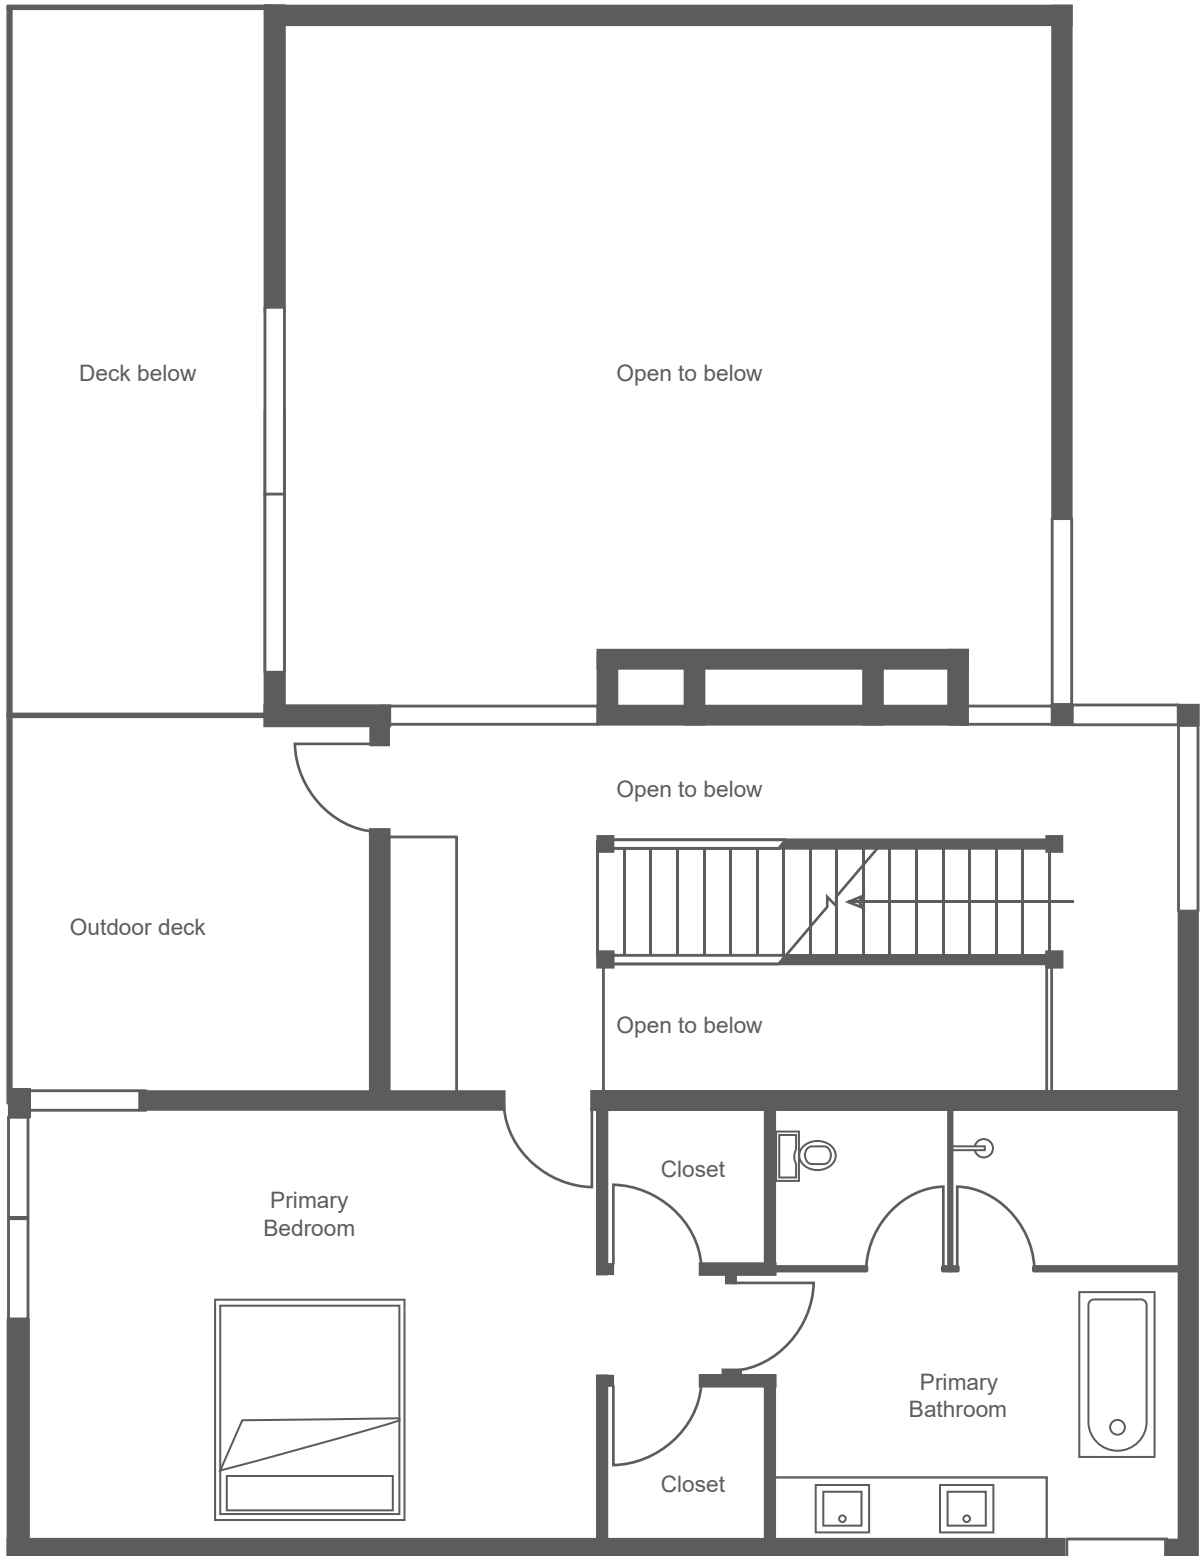 Deck below
Open to below
Open to below
Outdoor deck
Open to below
Closet
Primary
Bedroom
Primary
Bathroom
Closet